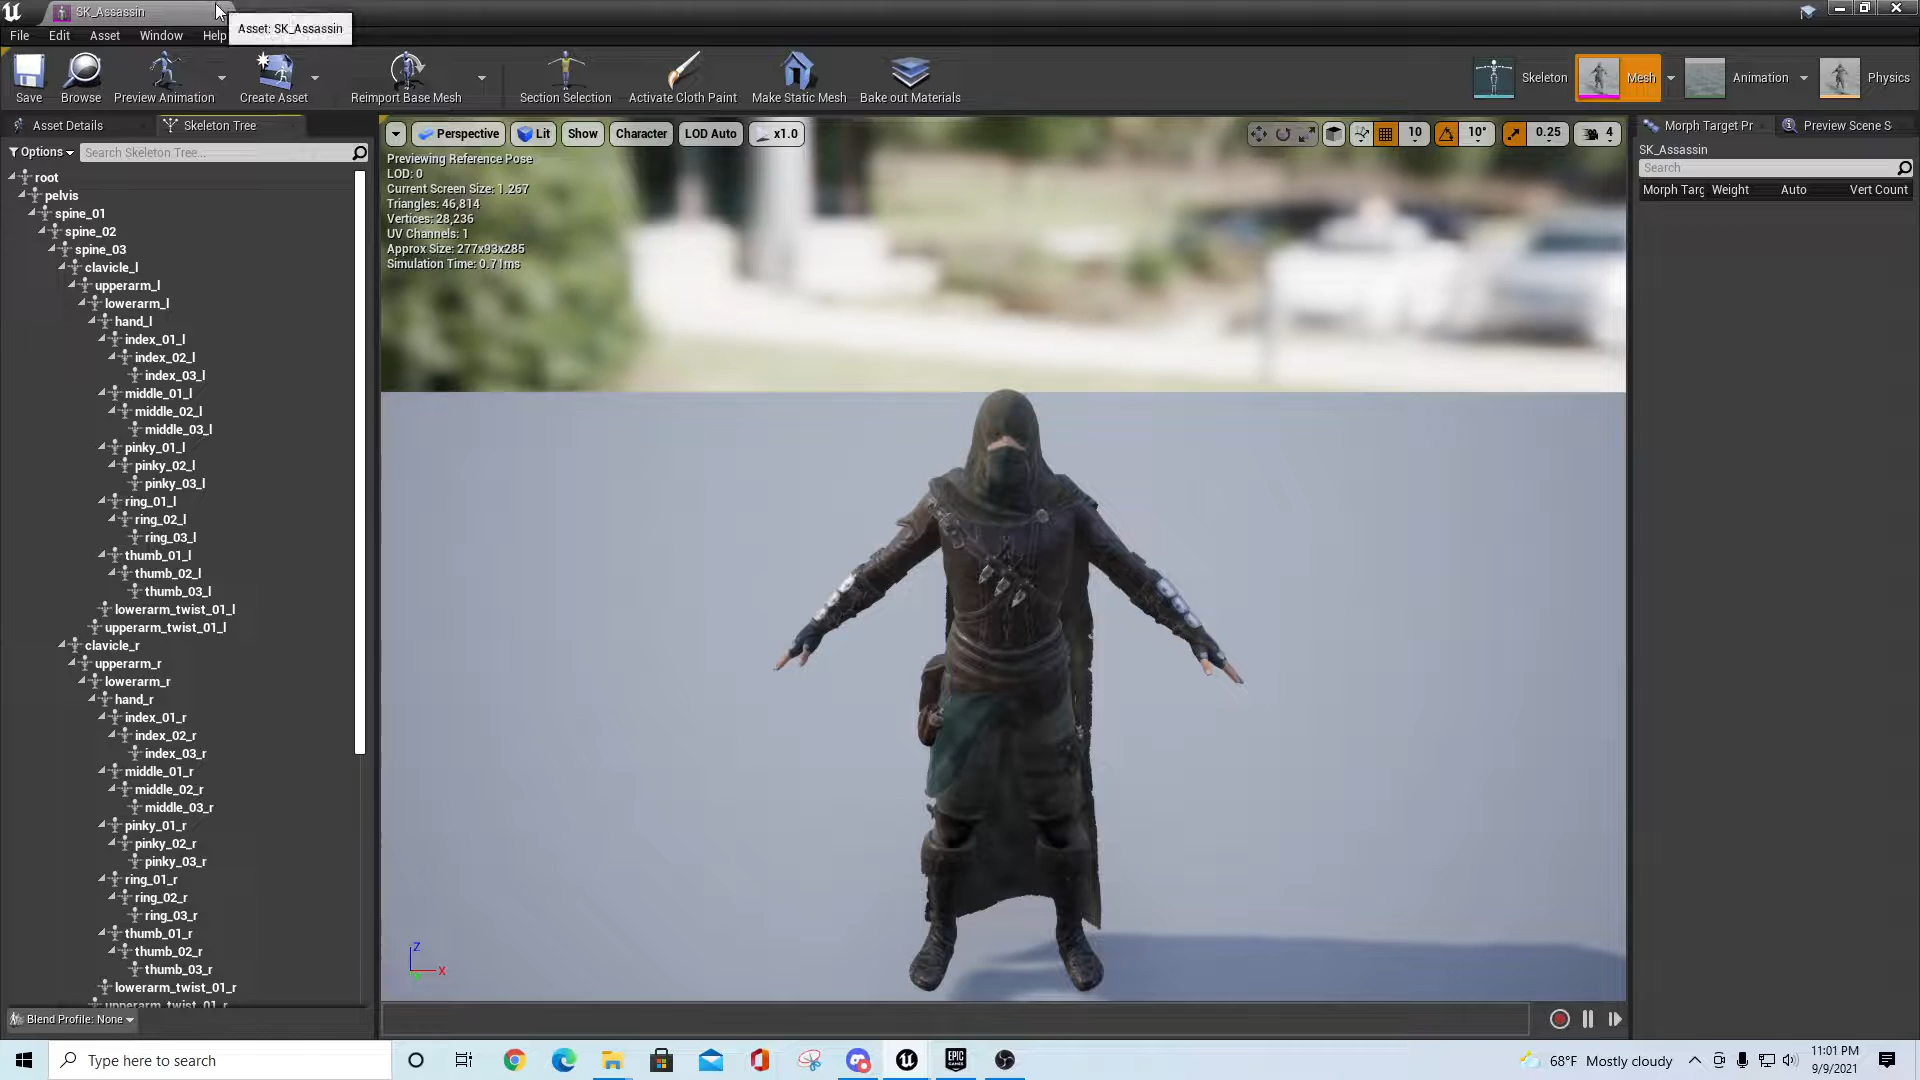 SK_Assassin
Asset: SK_Assassin
File Edit Asset Window Help
Save Browse Preview Animation Create Asset Reimport Base Mesh Section Selection Activate Cloth Paint Make Static Mesh Bake out Materials Skeleton Mesh Animation Physics
Asset Details Skeleton Tree
Perspective Lit Show Character LOD Auto x1.0 10 10° 0.25 4
Morph Target Pr Preview Scene S
Options Search Skeleton Tree...
SK_Assassin
Search
Morph Targ Weight Auto Vert Count
Previewing Reference Pose
LOD: 0
Current Screen Size: 1.267
Triangles: 46,814
Vertices: 28,236
UV Channels: 1
Approx Size: 277x93x285
Simulation Time: 0.71ms
root
pelvis
spine_01
spine_02
spine_03
clavicle_l
upperarm_l
lowerarm_l
hand_l
index_01_l
index_02_l
index_03_l
middle_01_l
middle_02_l
middle_03_l
pinky_01_l
pinky_02_l
pinky_03_l
ring_01_l
ring_02_l
ring_03_l
thumb_01_l
thumb_02_l
thumb_03_l
lowerarm_twist_01_l
upperarm_twist_01_l
clavicle_r
upperarm_r
lowerarm_r
hand_r
index_01_r
index_02_r
index_03_r
middle_01_r
middle_02_r
middle_03_r
pinky_01_r
pinky_02_r
pinky_03_r
ring_01_r
ring_02_r
ring_03_r
thumb_01_r
thumb_02_r
thumb_03_r
lowerarm_twist_01_r
upperarm_twist_01_r
Z
X
Blend Profile: None
Type here to search
EPIC GAMES
68°F Mostly cloudy
11:01 PM
9/9/2021